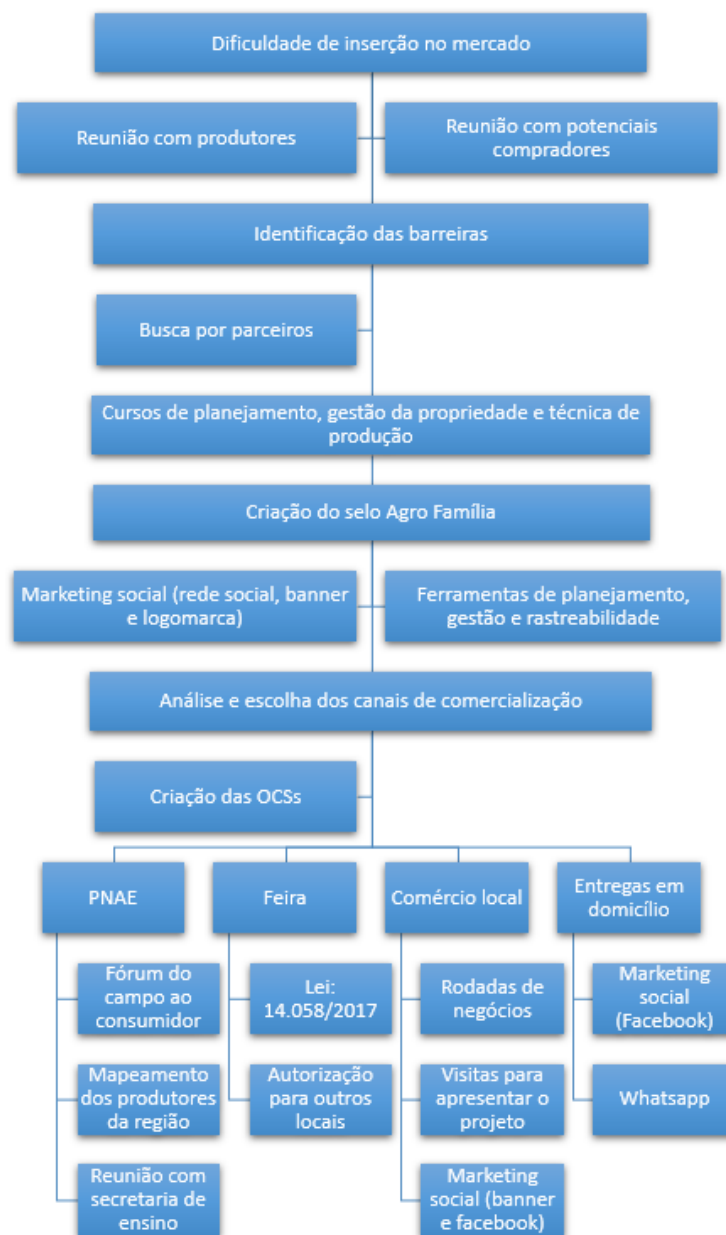 Dificuldade de inserção no mercado
Reunião com produtores
Reunião com potenciais
compradores
Identificação das barreiras
Busca por parceiros
Cursos de planejamento, gestão da propriedade e técnica de
produção
Criação do selo Agro Família
Marketing social (rede social, banner
e logomarca)
Ferramentas de planejamento,
gestão e rastreabilidade
Análise e escolha dos canais de comercialização
Criação das OCSs
PNAE
Fórum do
campo ao
consumidor
Mapeamento
dos produtores
da região
Reunião com
secretaria de
ensino
Feira
Lei:
14.058/2017
Autorização
para outros
locais
Comércio local
Rodadas de
negócios
Visitas para
apresentar o
projeto
Marketing
social (banner
e facebook)
Entregas em
domicílio
Marketing
social
(Facebook)
Whatsapp